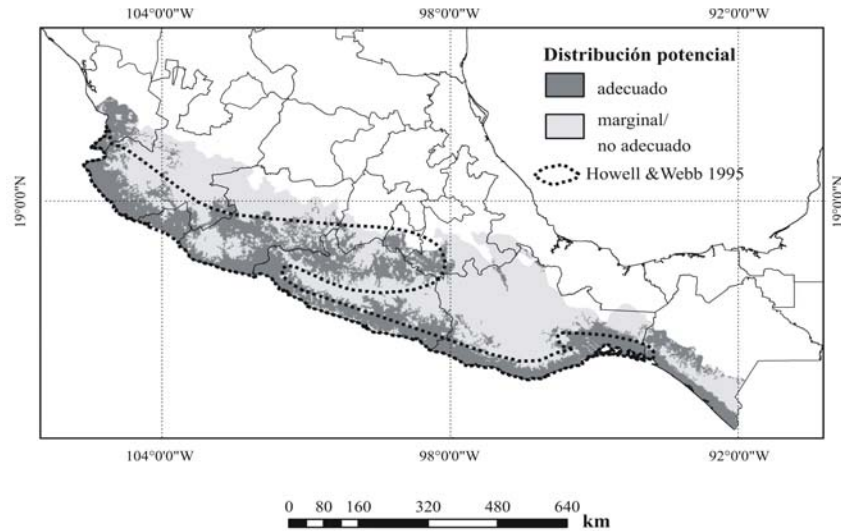 104°0'0"W 98°0'0"W 92°0'0"W
Distribución potencial
adecuado
marginal/
no adecuado
Howell &Webb 1995
19°0'0"N 19°0'0"N
104°0'0"W 98°0'0"W 92°0'0"W
0 80 160 320 480 640
km